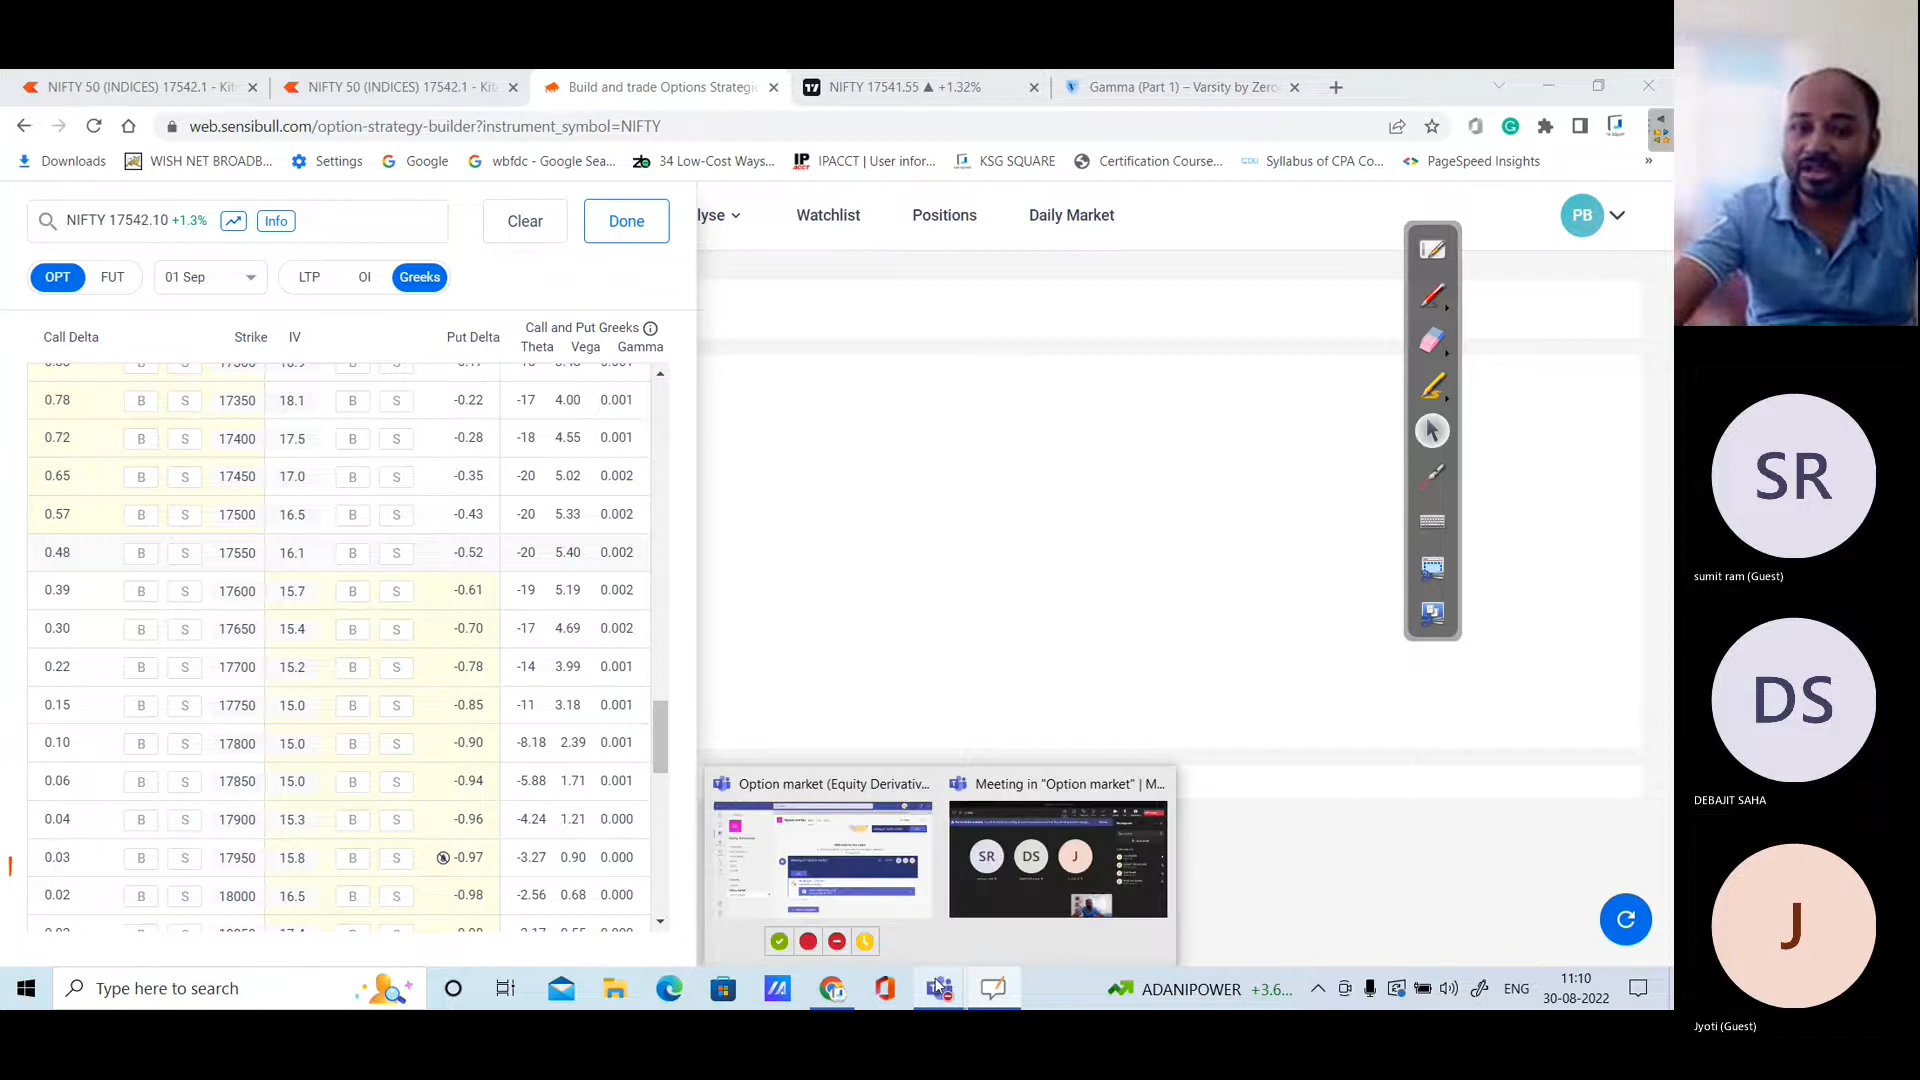 NIFTY 50 (INDICES) 17542.1 - Kit
NIFTY 50 (INDICES) 17542.1 - Kit
Build and trade Options Strategi
NIFTY 17541.55 ▲ +1.32%
Gamma (Part 1) – Varsity by Zero
web.sensibull.com/option-strategy-builder?instrument_symbol=NIFTY
Downloads
WISH NET BROADB...
Settings
Google
wbfdc - Google Sea...
34 Low-Cost Ways...
IPACCT | User infor...
KSG SQUARE
Certification Course...
Syllabus of CPA Co...
PageSpeed Insights
»
NIFTY 17542.10 +1.3% Info
Clear
Done
lyse
Watchlist
Positions
Daily Market
PB
OPT FUT
01 Sep
LTP OI Greeks
Call Delta Strike IV Put Delta
Call and Put Greeks
Theta Vega Gamma
0.78 B S 17350 18.1 B S -0.22 -17 4.00 0.001
0.72 B S 17400 17.5 B S -0.28 -18 4.55 0.001
0.65 B S 17450 17.0 B S -0.35 -20 5.02 0.002
0.57 B S 17500 16.5 B S -0.43 -20 5.33 0.002
0.48 B S 17550 16.1 B S -0.52 -20 5.40 0.002
0.39 B S 17600 15.7 B S -0.61 -19 5.19 0.002
0.30 B S 17650 15.4 B S -0.70 -17 4.69 0.002
0.22 B S 17700 15.2 B S -0.78 -14 3.99 0.001
0.15 B S 17750 15.0 B S -0.85 -11 3.18 0.001
0.10 B S 17800 15.0 B S -0.90 -8.18 2.39 0.001
0.06 B S 17850 15.0 B S -0.94 -5.88 1.71 0.001
0.04 B S 17900 15.3 B S -0.96 -4.24 1.21 0.000
0.03 B S 17950 15.8 B S -0.97 -3.27 0.90 0.000
0.02 B S 18000 16.5 B S -0.98 -2.56 0.68 0.000
Option market (Equity Derivativ...
Meeting in "Option market" | M...
SR DS J
Type here to search
ADANIPOWER +3.6...
ENG
11:10
30-08-2022
SR
sumit ram (Guest)
DS
DEBAJIT SAHA
J
Jyoti (Guest)